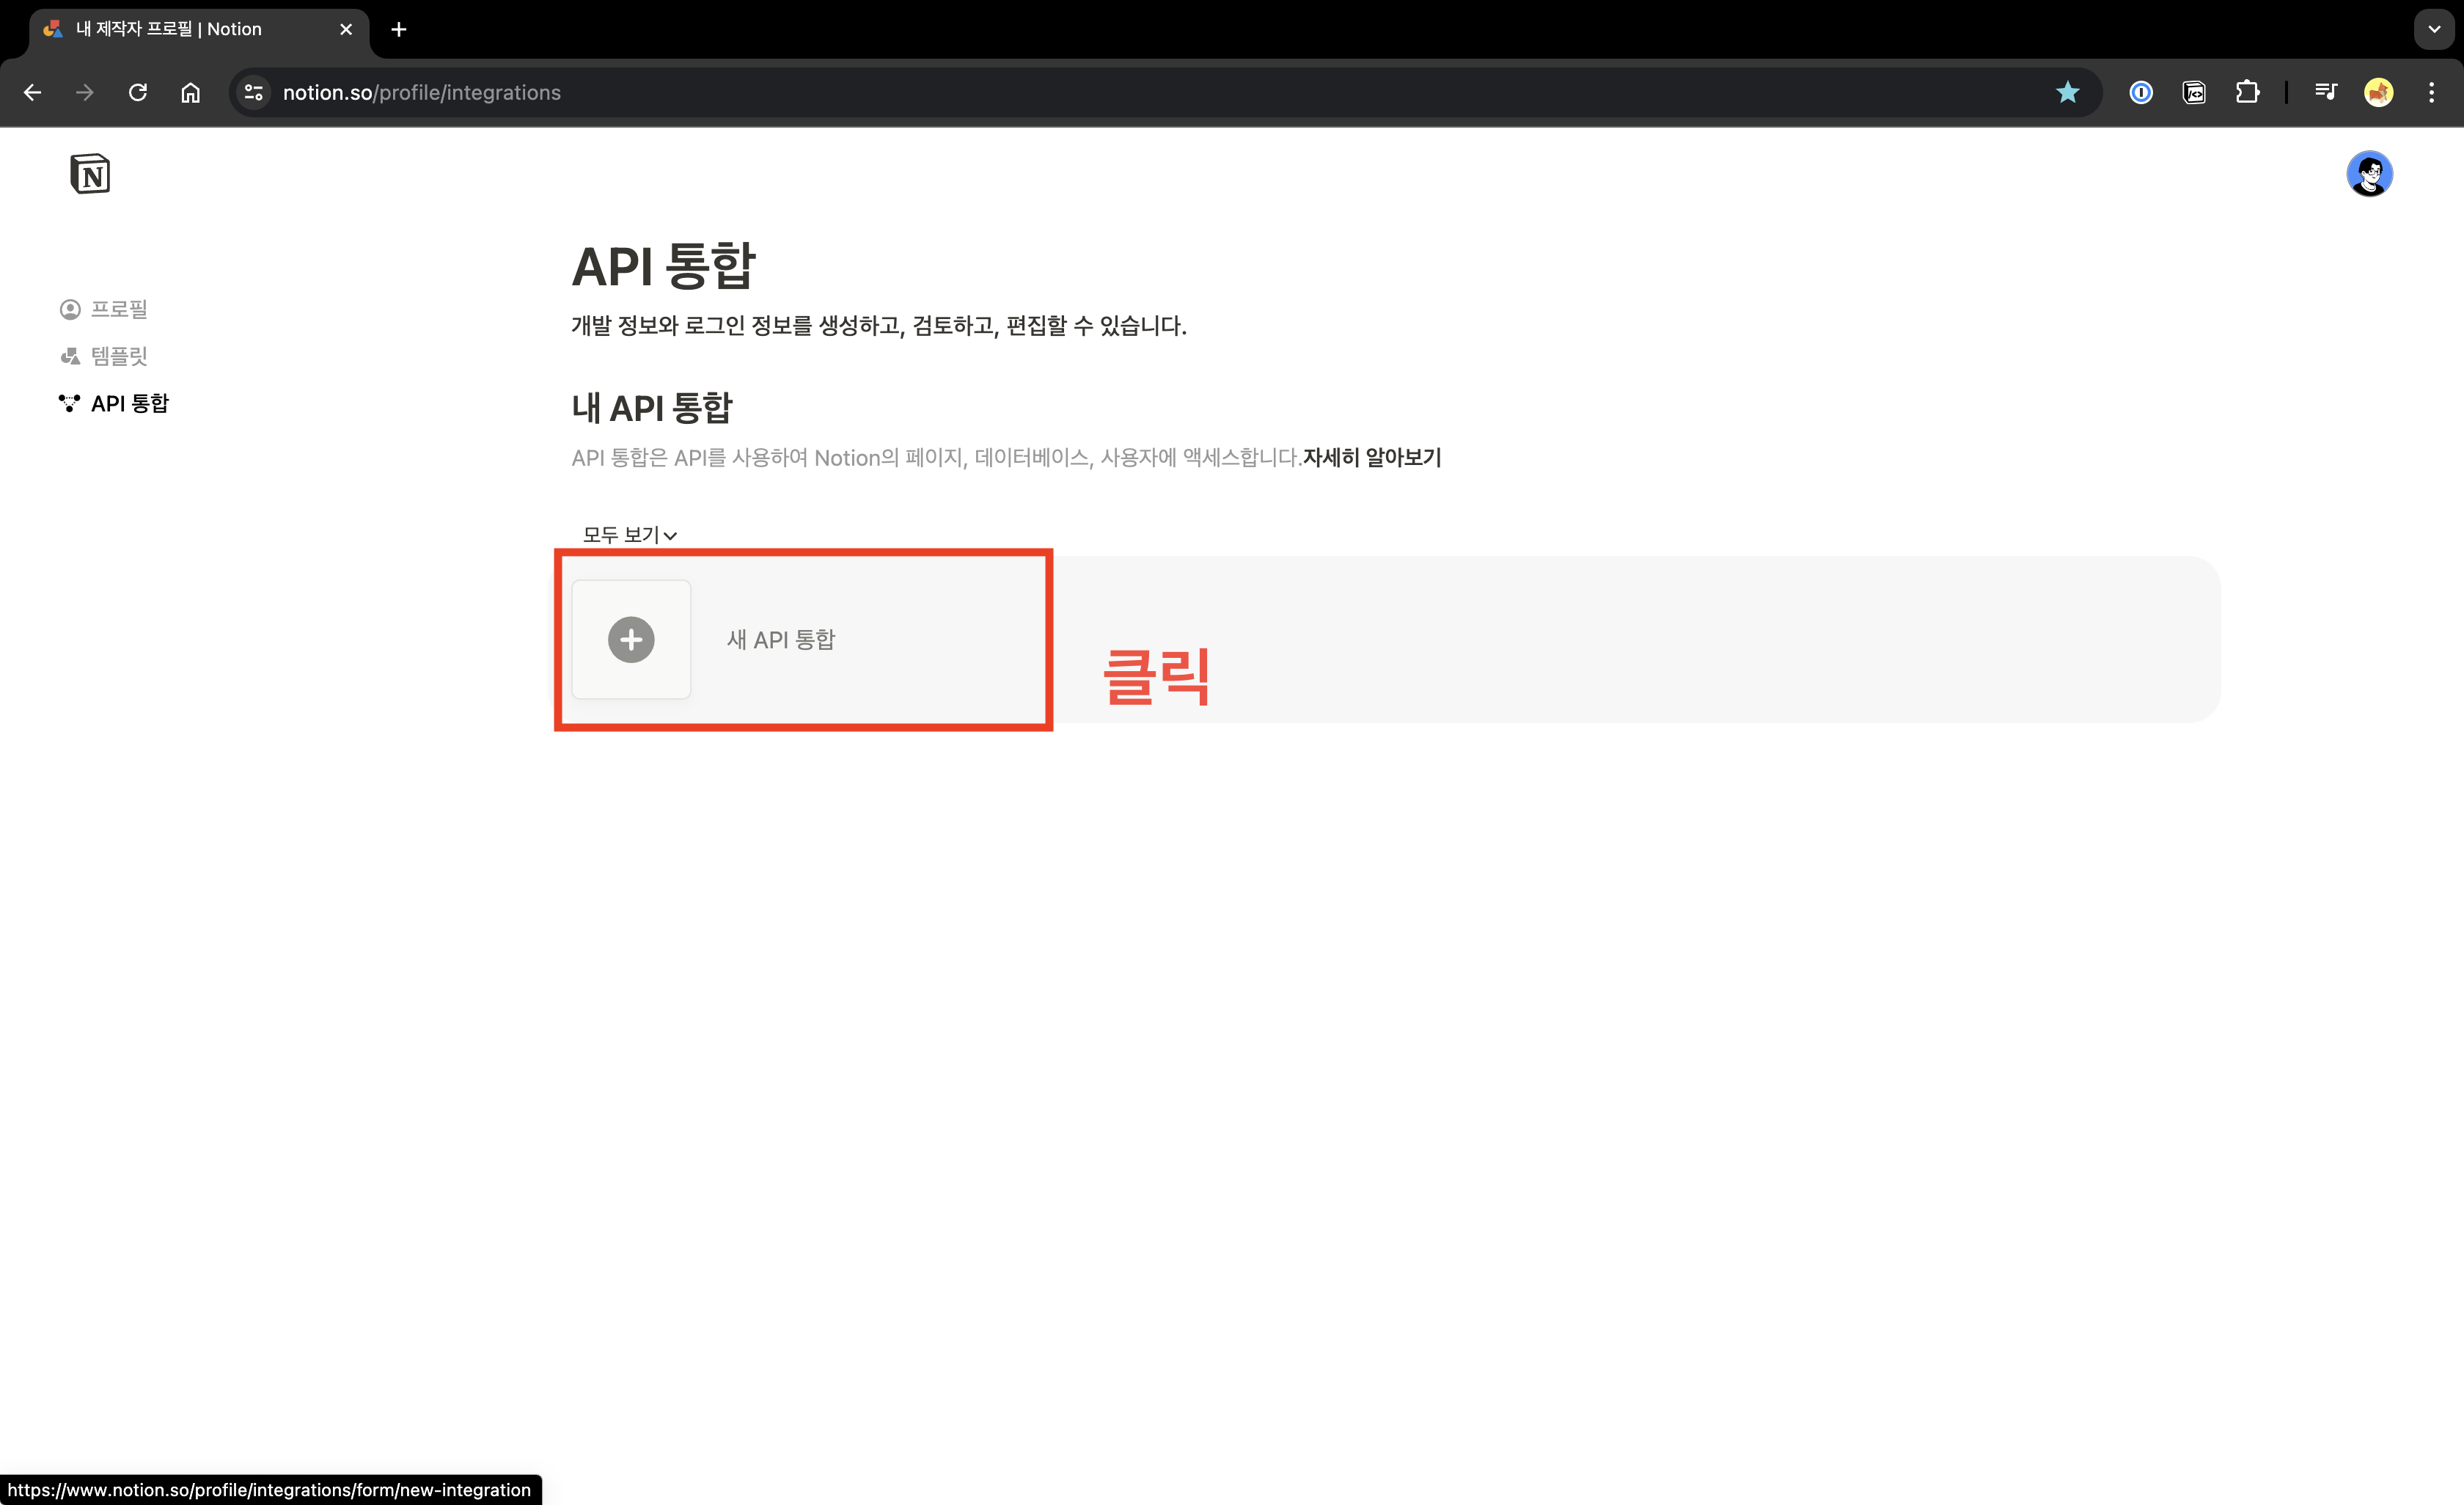 내 제작자 프로필 | Notion
notion.so/profile/integrations
N
API 통합
개발 정보와 로그인 정보를 생성하고, 검토하고, 편집할 수 있습니다.
프로필
템플릿
API 통합
내 API 통합
API 통합은 API를 사용하여 Notion의 페이지, 데이터베이스, 사용자에 액세스합니다.자세히 알아보기
모두 보기
새 API 통합
클릭
https://www.notion.so/profile/integrations/form/new-integration